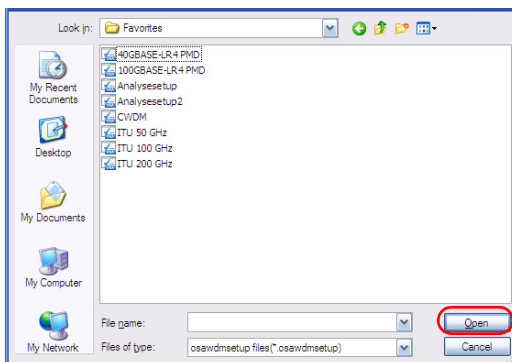 Look in:
Favorites
40GBASE-LR4 PMD
100GBASE-LR4 PMD
Analysesetup
Analysesetup2
CWDM
ITU 50 GHz
ITU 100 GHz
ITU 200 GHz
My Recent
Documents
Desktop
My Documents
My Computer
My Network
File name:
Open
Files of type:
osawdmsetup files(*.osawdmsetup)
Cancel